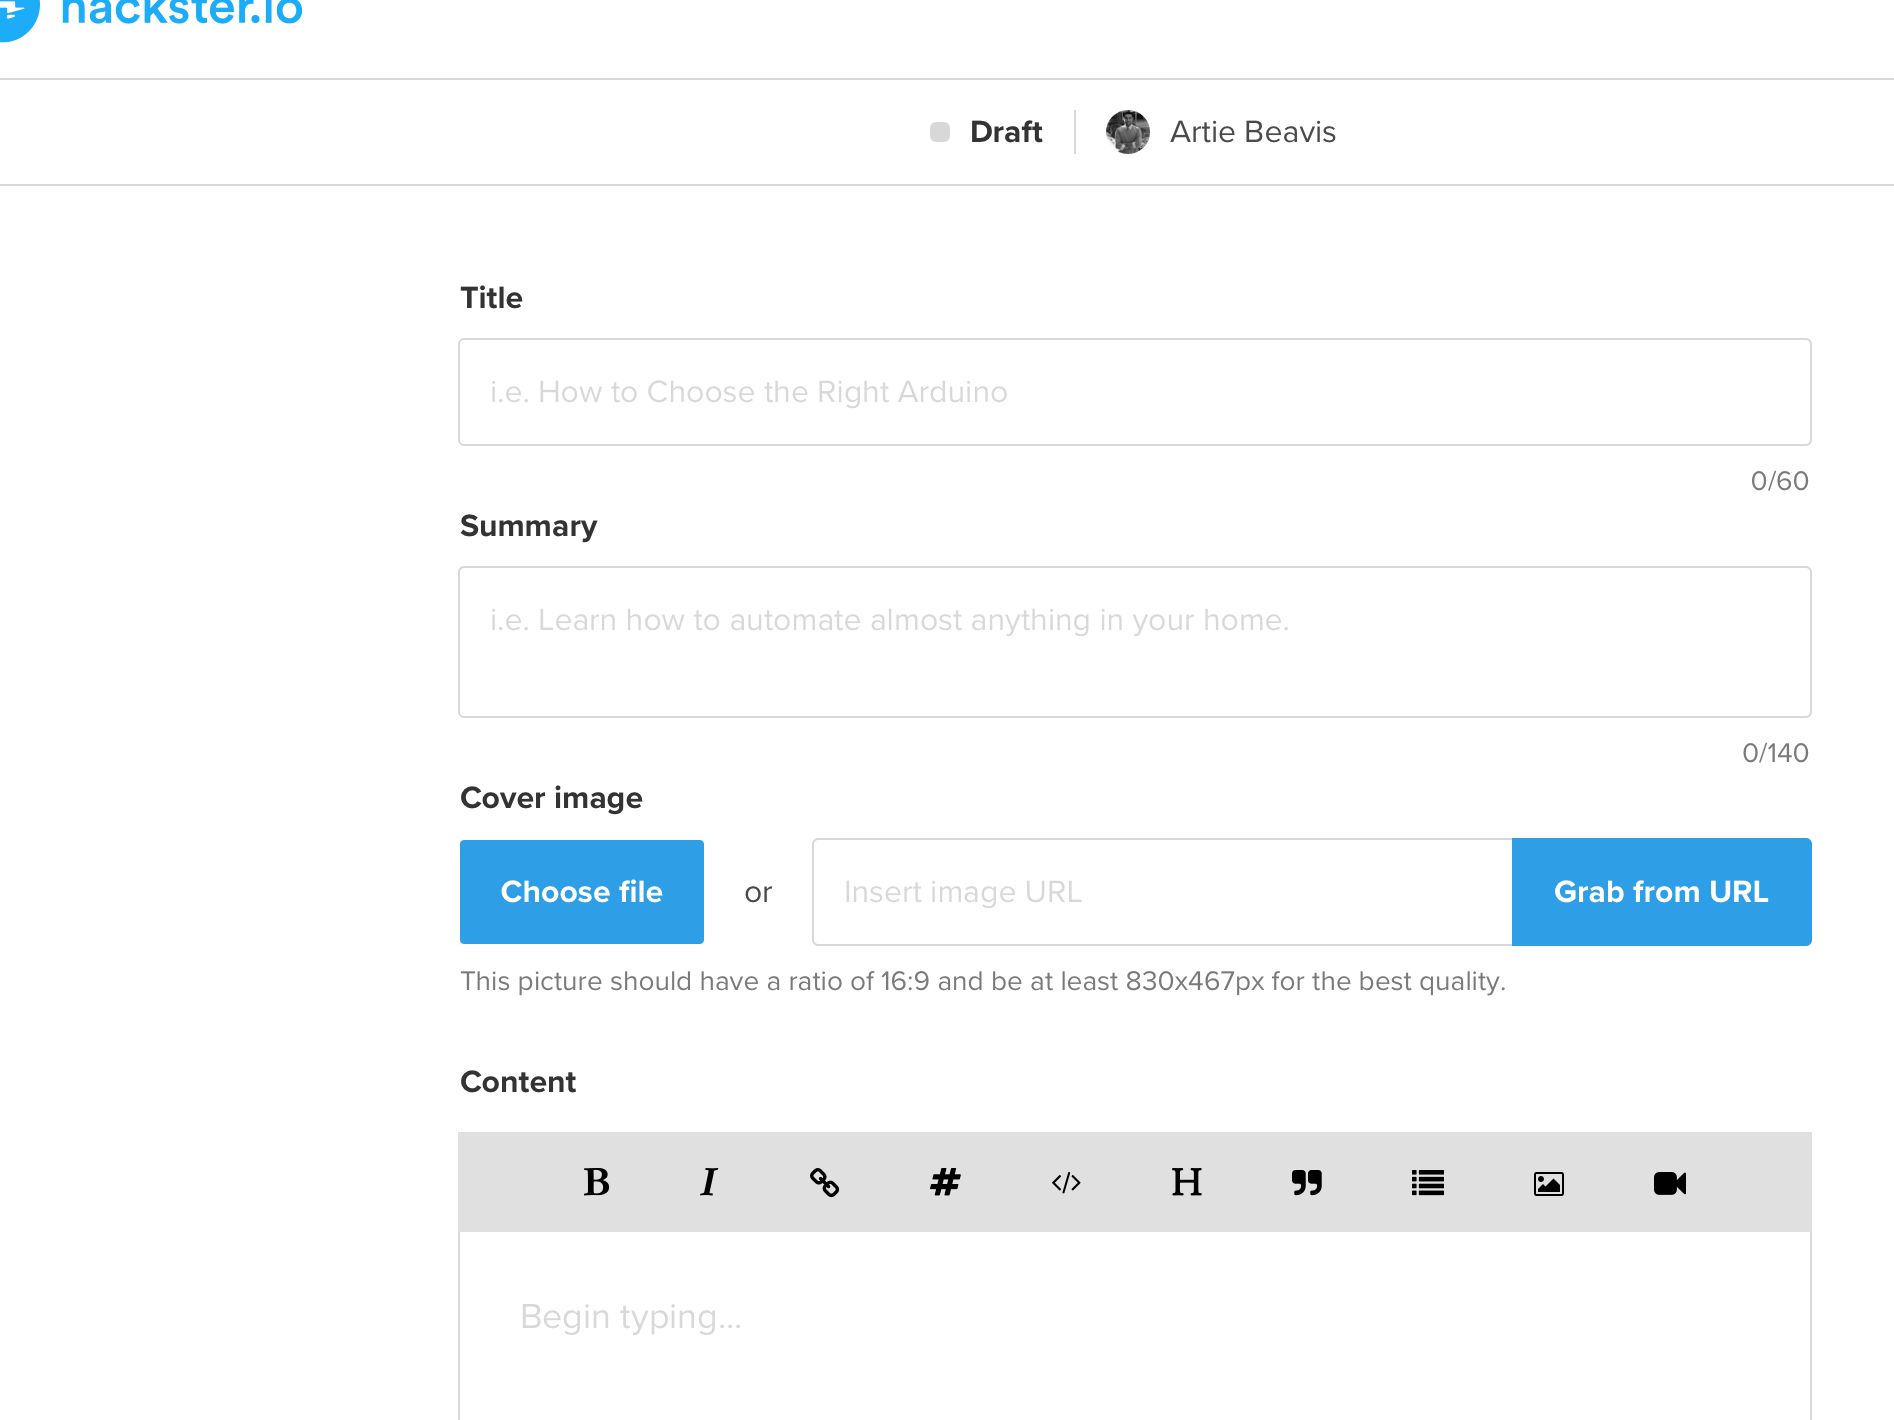 hackster.io
Draft Artie Beavis
Title
i.e. How to Choose the Right Arduino
0/60
Summary
i.e. Learn how to automate almost anything in your home.
0/140
Cover image
Choose file or Insert image URL Grab from URL
This picture should have a ratio of 16:9 and be at least 830x467px for the best quality.
Content
B I # </> H
Begin typing...